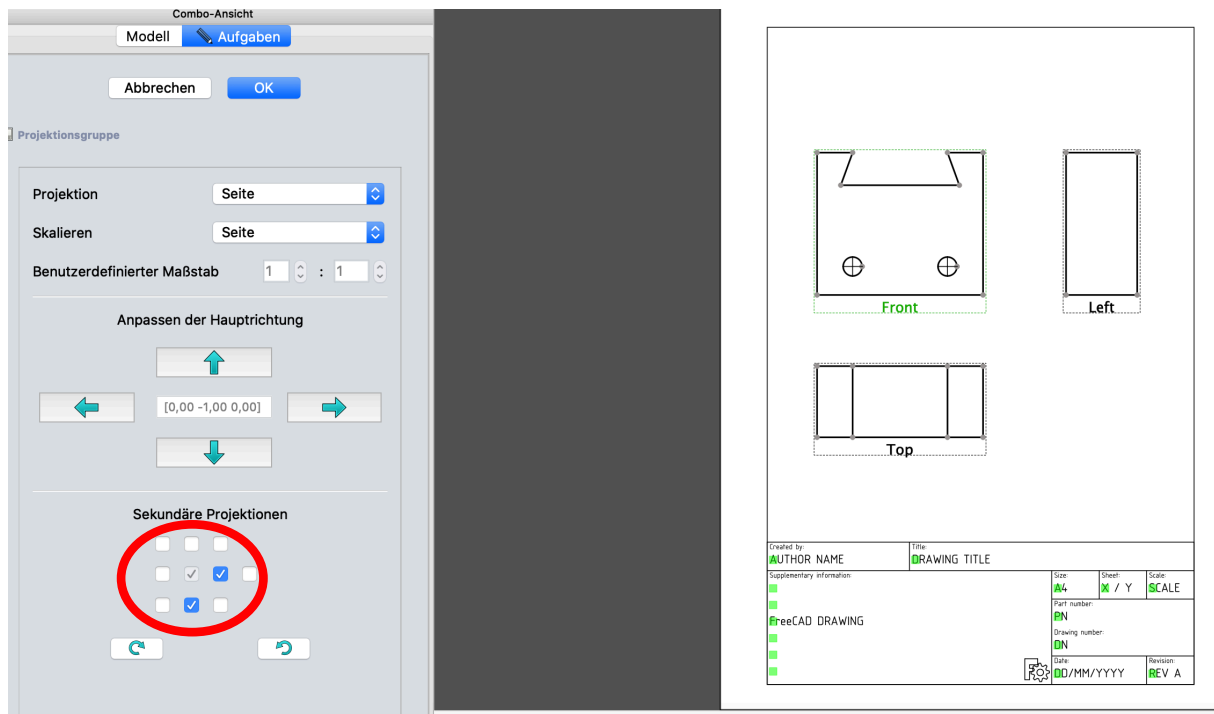 Combo-Ansicht
Modell Aufgaben
Abbrechen OK
Projektionsgruppe
Projektion Seite
Skalieren Seite
Benutzerdefinierter Maßstab 1 : 1
Anpassen der Hauptrichtung
[0,00 -1,00 0,00]
Sekundäre Projektionen
Front Left
Top
Created by: Title:
AUTHOR NAME DRAWING TITLE
Supplementary information: Size: Sheet: Scale:
A4 X / Y SCALE
Part number:
PN
FreeCAD DRAWING
Drawing number:
DN
Date: Revision:
DD/MM/YYYY REV A